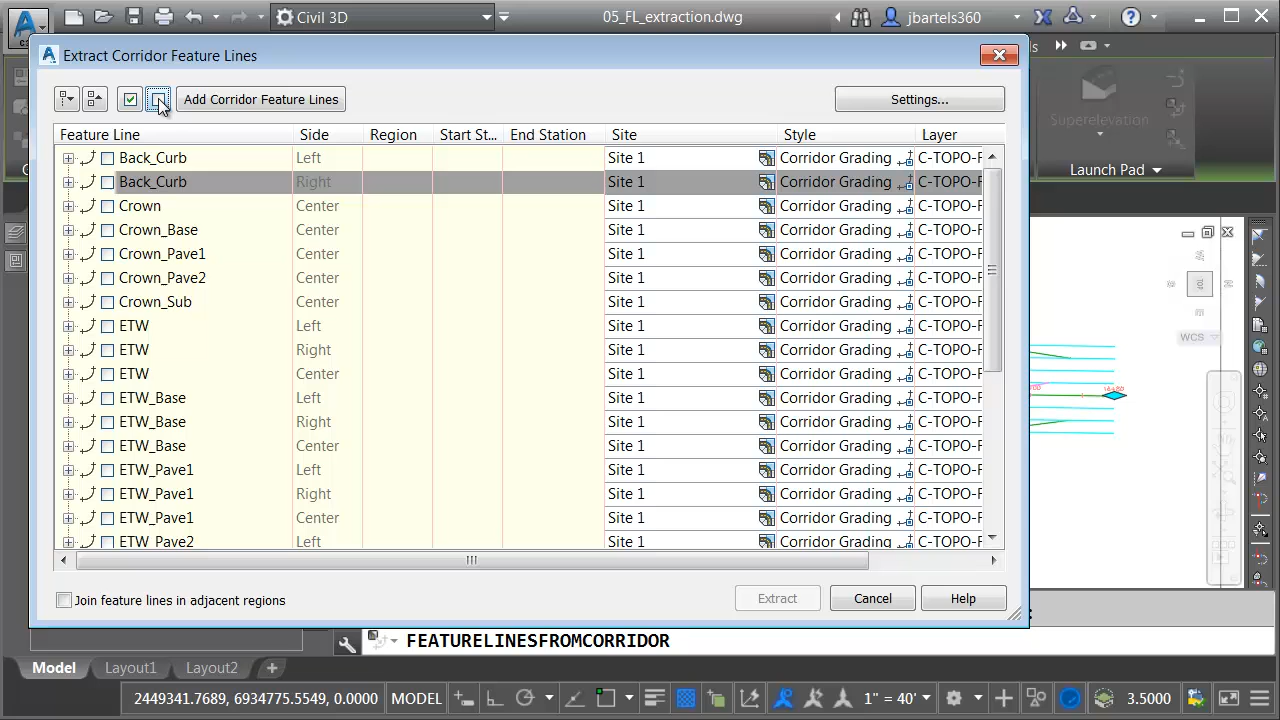 Civil 3D
05_FL_extraction.dwg
jbartels360
Extract Corridor Feature Lines
Add Corridor Feature Lines
Settings...
Superelevation
Launch Pad
Feature Line Side Region Start St... End Station Site Style Layer
Back_Curb Left Site 1 Corridor Grading C-TOPO-F
Back_Curb Right Site 1 Corridor Grading C-TOPO-F
Crown Center Site 1 Corridor Grading C-TOPO-F
Crown_Base Center Site 1 Corridor Grading C-TOPO-F
Crown_Pave1 Center Site 1 Corridor Grading C-TOPO-F
Crown_Pave2 Center Site 1 Corridor Grading C-TOPO-F
Crown_Sub Center Site 1 Corridor Grading C-TOPO-F
ETW Left Site 1 Corridor Grading C-TOPO-F
ETW Right Site 1 Corridor Grading C-TOPO-F
ETW Center Site 1 Corridor Grading C-TOPO-F
ETW_Base Left Site 1 Corridor Grading C-TOPO-F
ETW_Base Right Site 1 Corridor Grading C-TOPO-F
ETW_Base Center Site 1 Corridor Grading C-TOPO-F
ETW_Pave1 Left Site 1 Corridor Grading C-TOPO-F
ETW_Pave1 Right Site 1 Corridor Grading C-TOPO-F
ETW_Pave1 Center Site 1 Corridor Grading C-TOPO-F
ETW_Pave2 Left Site 1 Corridor Grading C-TOPO-F
TOP
WCS
Join feature lines in adjacent regions
Extract
Cancel
Help
FEATURELINESFROMCORRIDOR
Model Layout1 Layout2 +
2449341.7689, 6934775.5549, 0.0000 MODEL 1" = 40' 3.5000